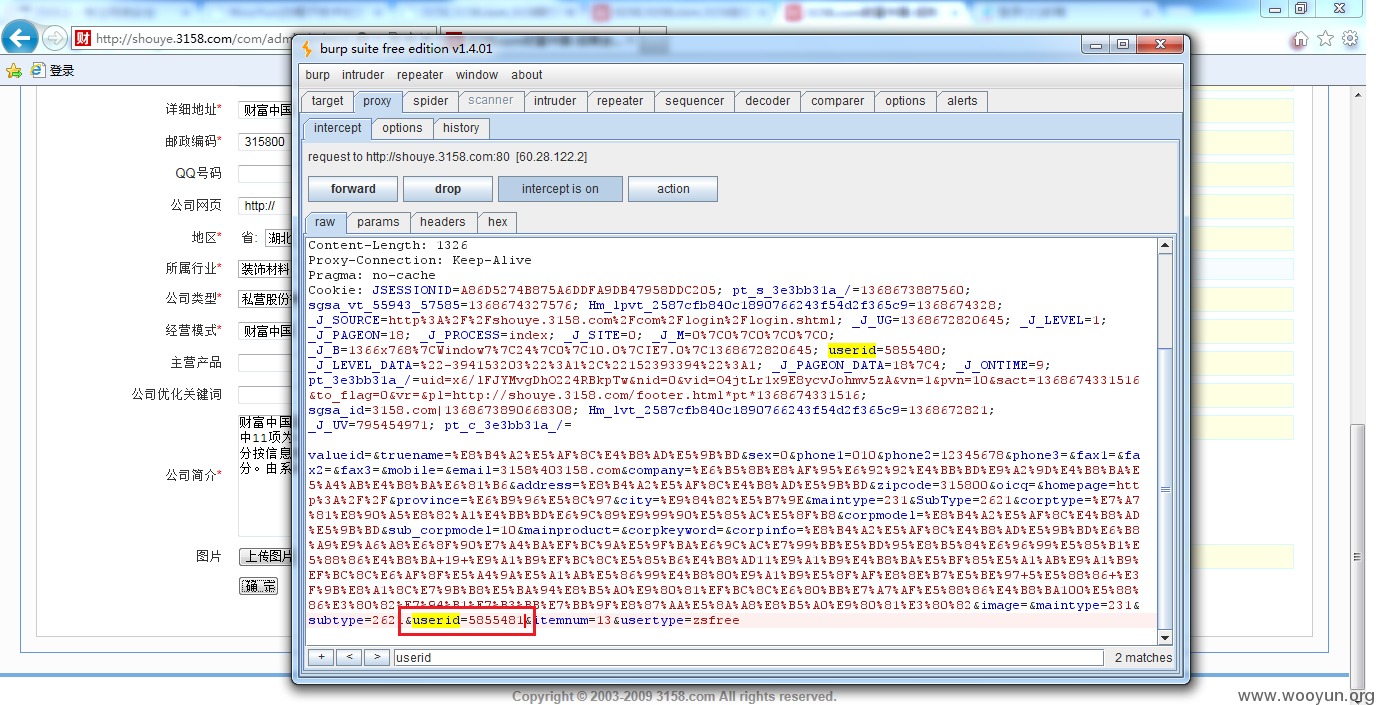 财 http://shouye.3158.com/com/adm
登录
burp suite free edition v1.4.01
burp intruder repeater window about
target proxy spider scanner intruder repeater sequencer decoder comparer options alerts
intercept options history
request to http://shouye.3158.com:80 [60.28.122.2]
forward drop intercept is on action
raw params headers hex
详细地址* 财富中国
邮政编码* 315800
QQ号码
公司网页 http://
地区* 省: 湖北
所属行业* 装饰材料
公司类型* 私营股份
经营模式* 财富中国
主营产品
公司优化关键词
公司简介*
财富中国
中11项为
分按信息
分。由系
图片 上传图片
确 定
Content-Length: 1326
Proxy-Connection: Keep-Alive
Pragma: no-cache
Cookie: JSESSIONID=A86D5274B875A6DDFA9DB47958DDC205; pt_s_3e3bb31a_/=1368673887560;
sgsa_vt_55943_57585=1368674327576; Hm_lpvt_2587cfb840c1890766243f54d2f365c9=1368674328;
_J_SOURCE=http%3A%2F%2Fshouye.3158.com%2Fcom%2Flogin%2Flogin.shtml; _J_UG=1368672820645; _J_LEVEL=1;
_J_PAGEON=18; _J_PROCESS=index; _J_SITE=0; _J_M=0%7C0%7C0%7C0%7C0;
_J_B=1366x768%7CWindow7%7C24%7C0%7C10.0%7CIE7.0%7C1368672820645; userid=5855480;
_J_LEVEL_DATA=%22-394153203%22%3A1%2C%22152393394%22%3A1; _J_PAGEON_DATA=18%7C4; _J_ONTIME=9;
pt_3e3bb31a_/=uid=x6/1FJYMvgDhO224RBkpTw&nid=0&vid=O4jtLr1x9E8ycvJohmv5zA&vn=1&pvn=10&sact=1368674331516
&to_flag=0&vr=&pl=http://shouye.3158.com/footer.html*pt*1368674331516;
sgsa_id=3158.com|1368673890668308; Hm_lvt_2587cfb840c1890766243f54d2f365c9=1368672821;
_J_UV=795454971; pt_c_3e3bb31a_/=
valueid=&truename=%E8%B4%A2%E5%AF%8C%E4%B8%AD%E5%9B%BD&sex=0&phone1=010&phone2=12345678&phone3=&fax1=&fa
x2=&fax3=&mobile=&email=3158%403158.com&company=%E6%B5%8B%E8%AF%95%E6%92%92%E4%BB%BD%E9%A2%9D%E4%B8%BA%E
5%A4%AB%E4%B8%BA%E6%81%B6&address=%E8%B4%A2%E5%AF%8C%E4%B8%AD%E5%9B%BD&zipcode=315800&oicq=&homepage=htt
p%3A%2F%2F&province=%E6%B9%96%E5%8C%97&city=%E9%84%82%E5%B7%9E&maintype=231&SubType=2621&corptype=%E7%A7
%81%E8%90%A5%E8%82%A1%E4%BB%BD%E6%9C%89%E9%99%90%E5%85%AC%E5%8F%B8&corpmodel=%E8%B4%A2%E5%AF%8C%E4%B8%AD
%E5%9B%BD&sub_corpmodel=10&mainproduct=&corpkeyword=&corpinfo=%E8%B4%A2%E5%AF%8C%E4%B8%AD%E5%9B%BD%E6%B8
%A9%E9%A6%A8%E6%8F%90%E7%A4%BA%EF%BC%9A%E5%9F%BA%E6%9C%AC%E7%99%BB%E5%BD%95%E8%B5%84%E6%96%99%E5%85%B1%E
5%88%86%E4%B8%BA+19+%E9%A1%B9%EF%BC%8C%E5%85%B6%E4%B8%AD11%E9%A1%B9%E4%B8%BA%E5%BF%85%E5%A1%AB%E9%A1%B9%
EF%BC%8C%E6%AF%8F%E5%A4%9A%E5%A1%AB%E5%86%99%E4%B8%80%E9%A1%B9%E5%8F%AF%E8%8E%B7%E5%BE%97+5%E5%88%86+%E3
F%9B%E8%A1%8C%E7%9B%B8%E5%BA%94%E8%B5%A0%E9%80%81%EF%BC%8C%E6%BB%A7%E7%AF%E5%88%86%E4%B8%BA100%E5%88%
86%E3%80%82%E7%94%B1%E7%B3%BB%E7%BB%9F%E8%87%AA%E5%8A%A8%E8%B5%A0%E9%80%81%E3%80%82&image=&maintype=231&
subtype=2621&userid=5855481&itemnum=13&usertype=zsfree
+ < > userid 2 matches
Copyright © 2003-2009 3158.com All rights reserved.
www.wooyun.org